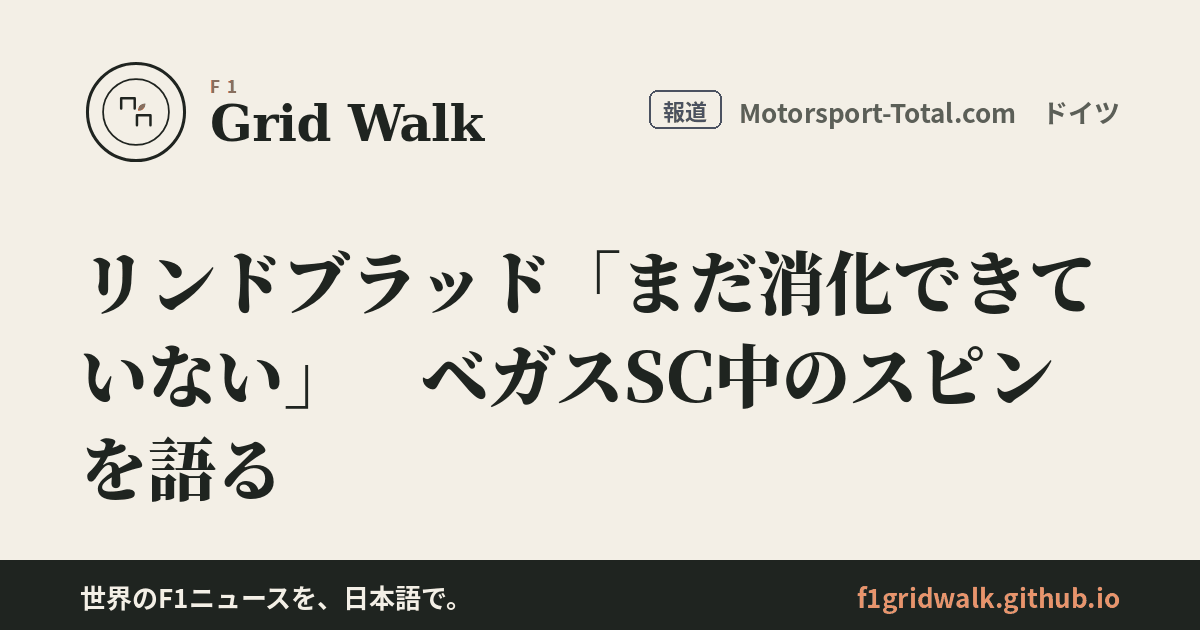 F1
Grid Walk
報道 Motorsport-Total.com ドイツ
リンドブラッド「まだ消化できて
いない」 ベガスSC中のスピン
を語る
世界のF1ニュースを、日本語で。
f1gridwalk.github.io